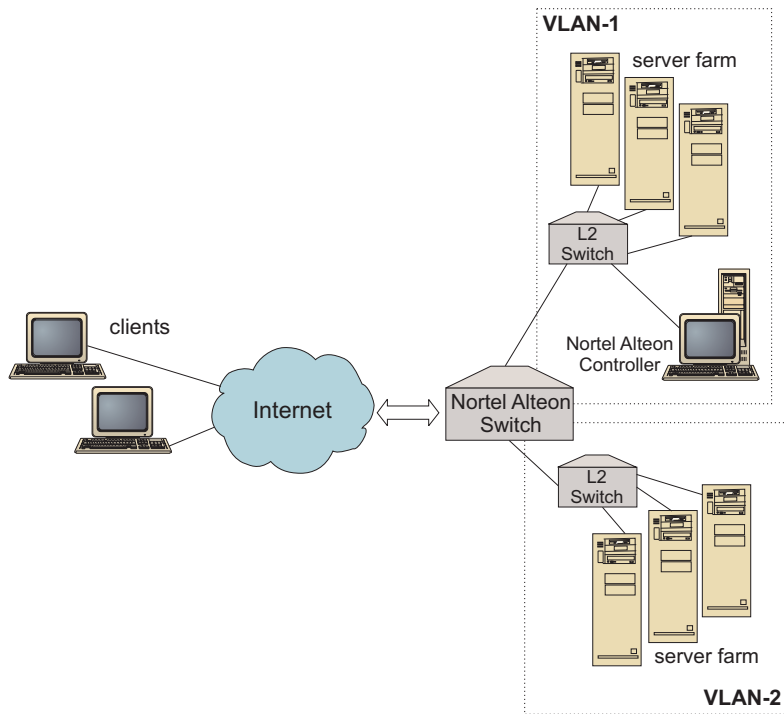 VLAN-1
server farm
L2
Switch
clients
Nortel Alteon
Controller
Internet
Nortel Alteon
Switch
L2
Switch
server farm
VLAN-2